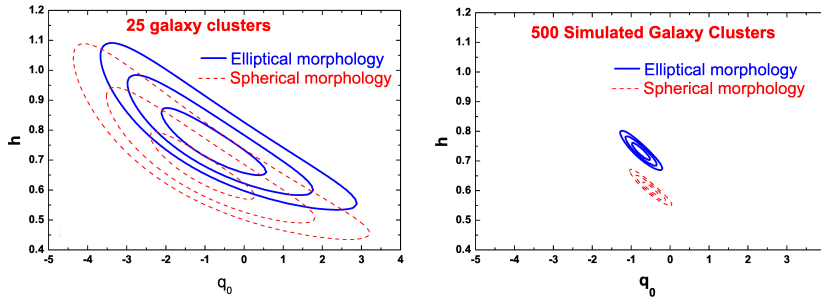 25 galaxy clusters
Elliptical morphology
Spherical morphology
h
1.2
1.1
1.0
0.9
0.8
0.7
0.6
0.5
0.4
-5 -4 -3 -2 -1 0 1 2 3 4
q0
500 Simulated Galaxy Clusters
Elliptical morphology
Spherical morphology
h
1.2
1.1
1.0
0.9
0.8
0.7
0.6
0.5
0.4
-5 -4 -3 -2 -1 0 1 2 3
q0